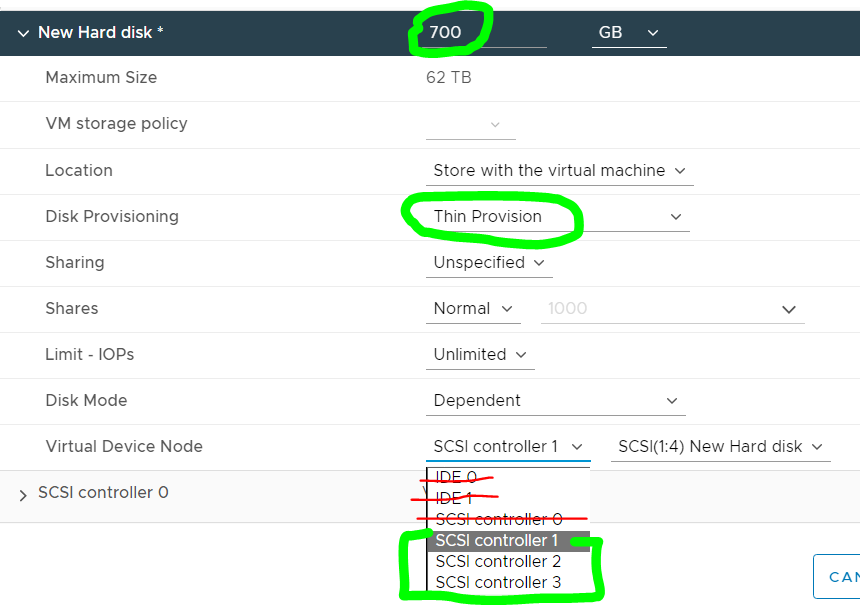 New Hard disk * 700 GB
Maximum Size 62 TB
VM storage policy
Location Store with the virtual machine
Disk Provisioning Thin Provision
Sharing Unspecified
Shares Normal 1000
Limit - IOPs Unlimited
Disk Mode Dependent
Virtual Device Node SCSI controller 1 SCSI(1:4) New Hard disk
IDE 0
SCSI controller 0
IDE 1
SCSI controller 0
SCSI controller 1
SCSI controller 2
SCSI controller 3
CAN